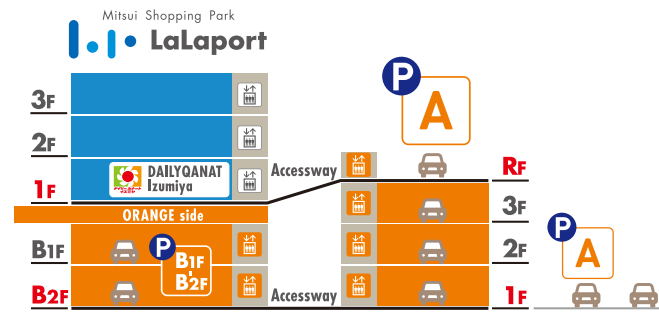 Mitsui Shopping Park
LaLaport
3F
2F
1F
DAILYQANAT
Izumiya
ORANGE side
B1F
B2F
P
B1F
B2F
Accessway
Accessway
P
A
RF
3F
2F
1F
P
A